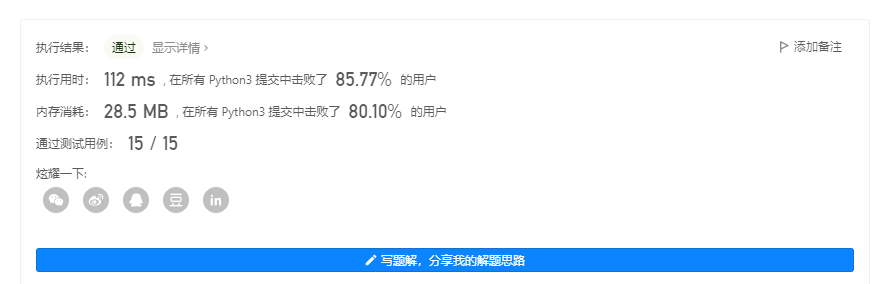 执行结果： 通过 显示详情 › 添加备注
执行用时： 112 ms , 在所有 Python3 提交中击败了 85.77% 的用户
内存消耗： 28.5 MB , 在所有 Python3 提交中击败了 80.10% 的用户
通过测试用例： 15 / 15
炫耀一下:
豆 in
写题解，分享我的解题思路